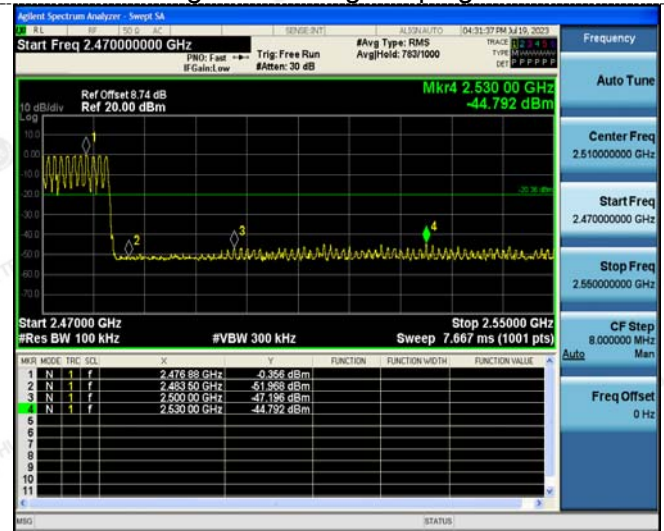 Agilent Spectrum Analyzer - Swept SA
RL RF 50 Ω AC SENSE:INT ALIGNAUTO 04:31:37 PM Jul 19, 2023
Start Freq 2.470000000 GHz
PNO: Fast
IFGain:Low
Trig: Free Run
#Atten: 30 dB
#Avg Type: RMS
Avg|Hold: 783/1000
TRACE 1 2 3 4 5 6
TYPE
DET P P P P P P
Mkr4 2.530 00 GHz
-44.792 dBm
Ref Offset 8.74 dB
10 dB/div Ref 20.00 dBm
Log
10.0
0.00
-10.0
-20.0
-30.0
-40.0
-50.0
-60.0
-70.0
1
2
3
4
Start 2.47000 GHz Stop 2.55000 GHz
#Res BW 100 kHz #VBW 300 kHz Sweep 7.667 ms (1001 pts)
MKR MODE TRC SCL X Y FUNCTION FUNCTION WIDTH FUNCTION VALUE
1 N 1 f 2.476 88 GHz -0.356 dBm
2 N 1 f 2.483 50 GHz -51.968 dBm
3 N 1 f 2.500 00 GHz -47.196 dBm
4 N 1 f 2.530 00 GHz -44.792 dBm
5
6
7
8
9
10
11
MSG STATUS
Frequency
Auto Tune
Center Freq
2.510000000 GHz
Start Freq
2.470000000 GHz
Stop Freq
2.550000000 GHz
CF Step
8.000000 MHz
Auto Man
Freq Offset
0 Hz